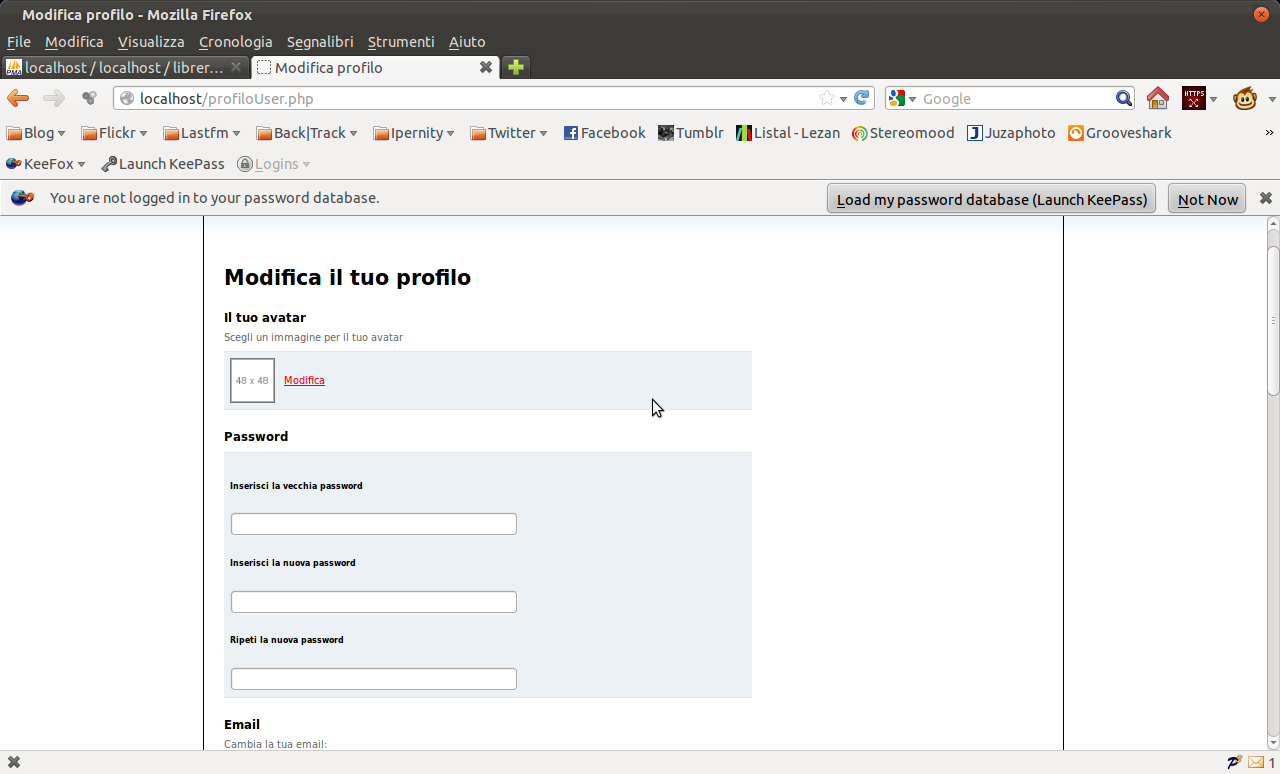 Modifica profilo - Mozilla Firefox
File Modifica Visualizza Cronologia Segnalibri Strumenti Aiuto
PMA localhost / localhost / librer... Modifica profilo
localhost/profiloUser.php Google HTTPS
Blog Flickr Lastfm Back|Track Ipernity Twitter Facebook Tumblr Listal - Lezan Stereomood Juzaphoto Grooveshark »
KeeFox Launch KeePass Logins
You are not logged in to your password database. Load my password database (Launch KeePass) Not Now
Modifica il tuo profilo
Il tuo avatar
Scegli un immagine per il tuo avatar
48 x 48 Modifica
Password
Inserisci la vecchia password
Inserisci la nuova password
Ripeti la nuova password
Email
Cambia la tua email:
1